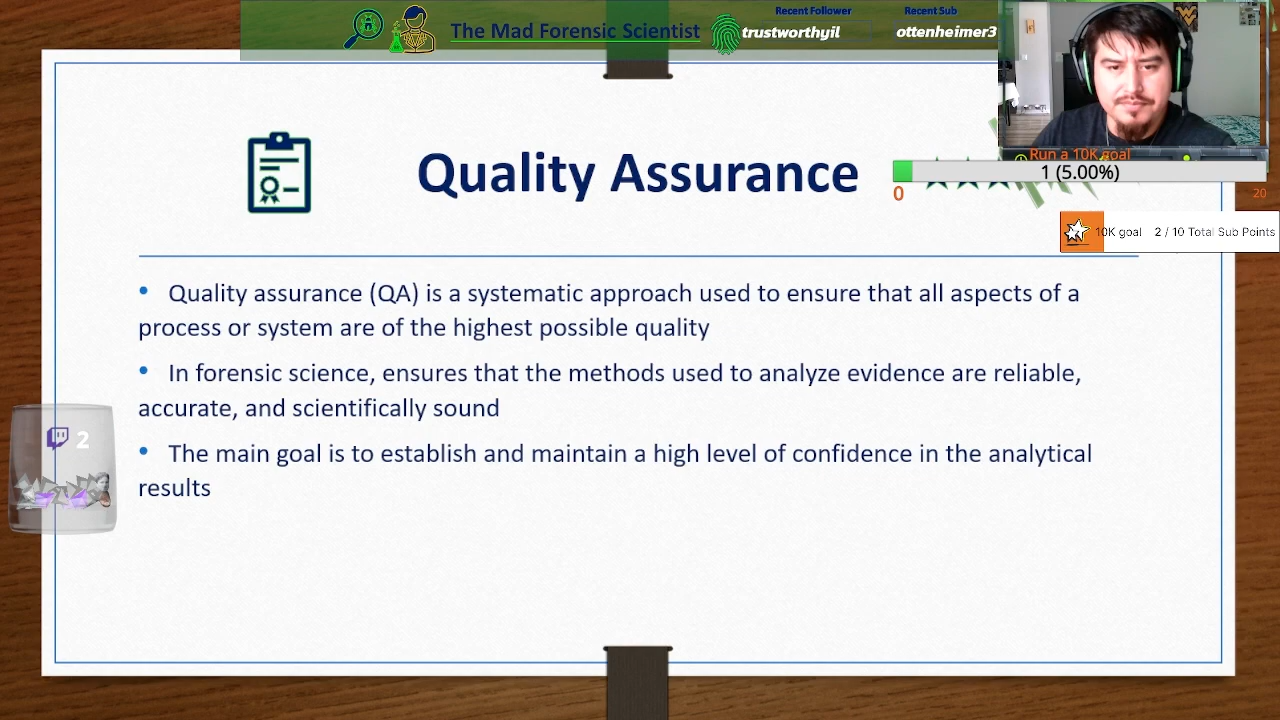 Recent Follower
Recent Sub
The Mad Forensic Scientist
trustworthyil
ottenheimer3
Quality Assurance
Run a 10K goal
1 (5.00%)
0
20
10K goal 2 / 10 Total Sub Points
• Quality assurance (QA) is a systematic approach used to ensure that all aspects of a
process or system are of the highest possible quality
• In forensic science, ensures that the methods used to analyze evidence are reliable,
accurate, and scientifically sound
• The main goal is to establish and maintain a high level of confidence in the analytical
results
2